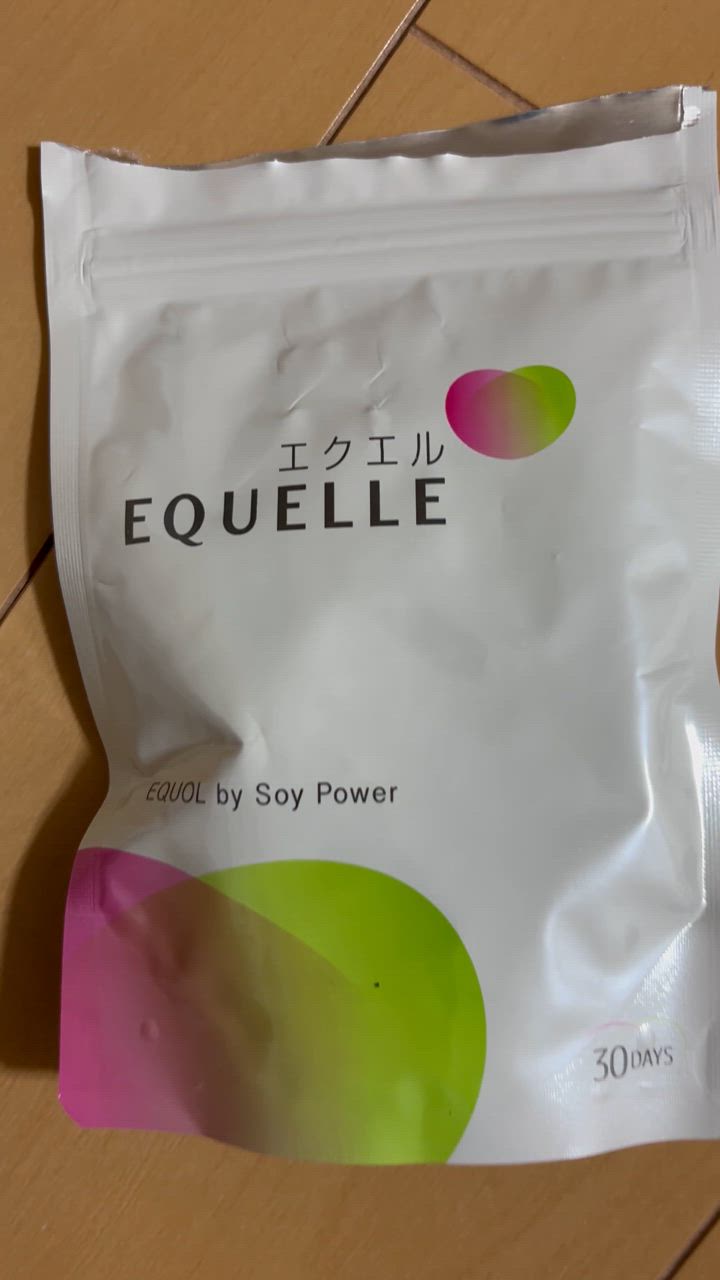 エクエル
EQUELLE
EQUOL by Soy Power
30DAYS